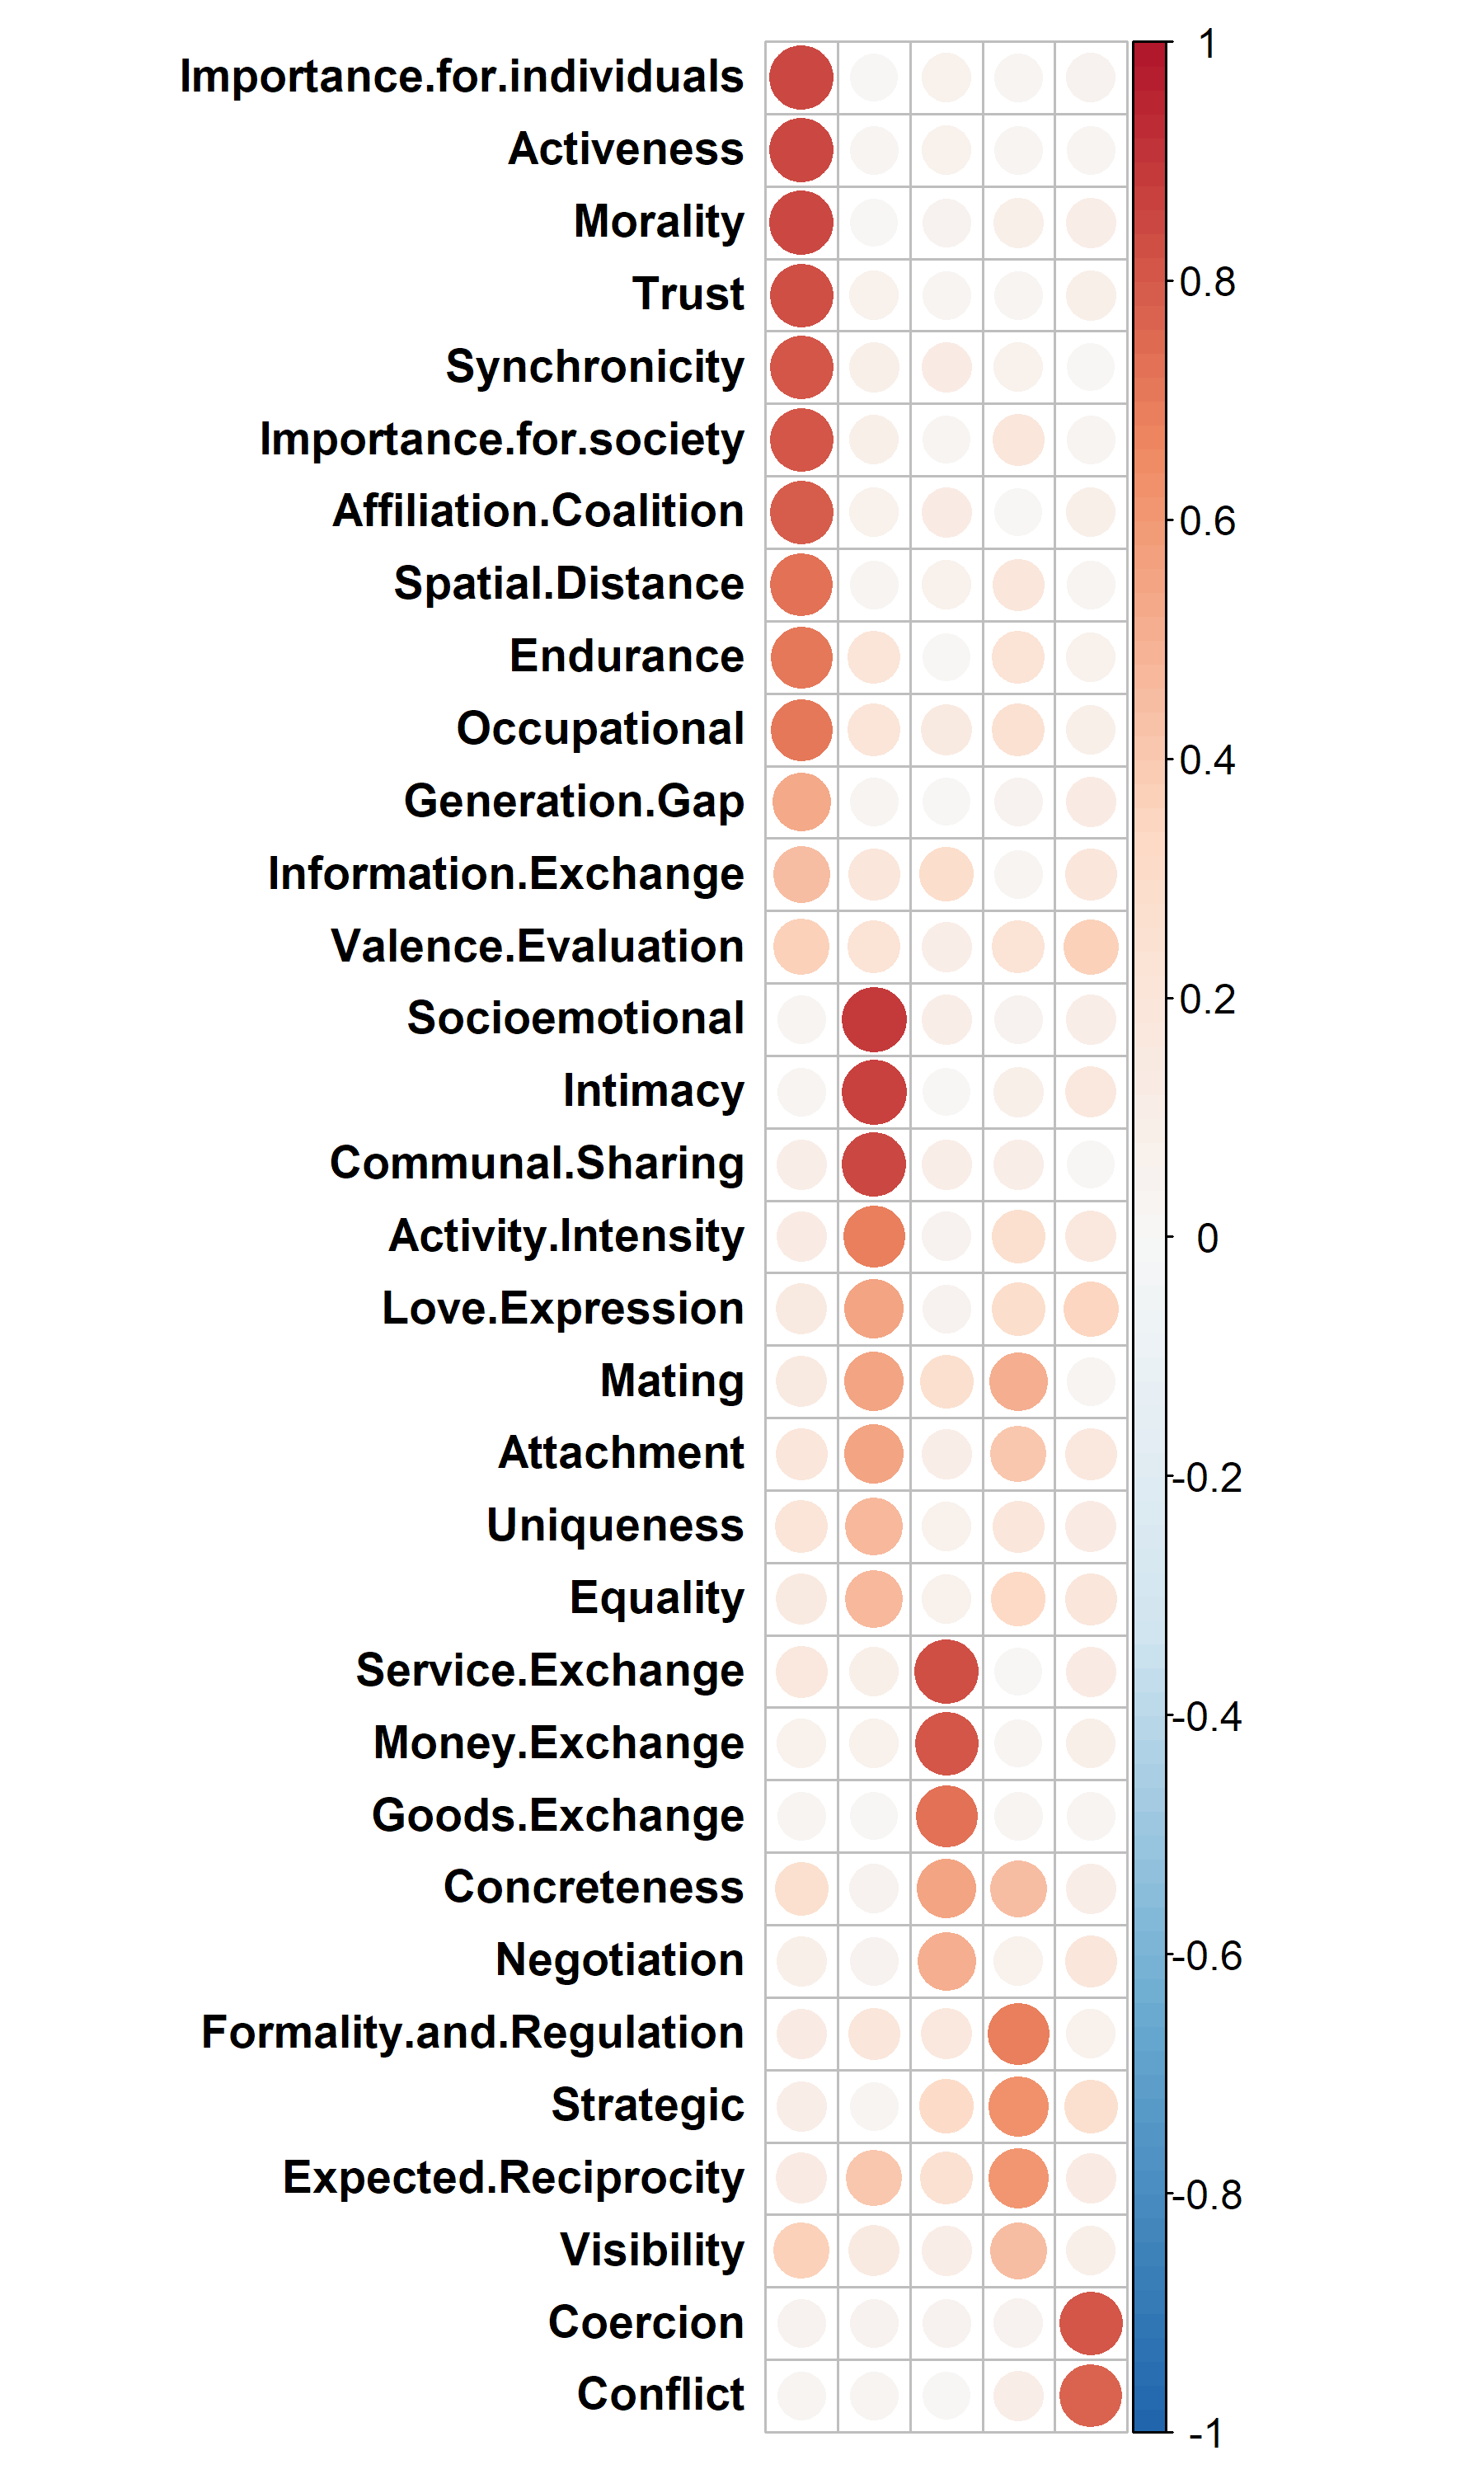 Importance.for.individuals
Activeness
Morality
Trust
Synchronicity
Importance.for.society
Affiliation.Coalition
Spatial.Distance
Endurance
Occupational
Generation.Gap
Information.Exchange
Valence.Evaluation
Socioemotional
Intimacy
Communal.Sharing
Activity.Intensity
Love.Expression
Mating
Attachment
Uniqueness
Equality
Service.Exchange
Money.Exchange
Goods.Exchange
Concreteness
Negotiation
Formality.and.Regulation
Strategic
Expected.Reciprocity
Visibility
Coercion
Conflict
1
0.8
0.6
0.4
0.2
0
-0.2
-0.4
-0.6
-0.8
-1